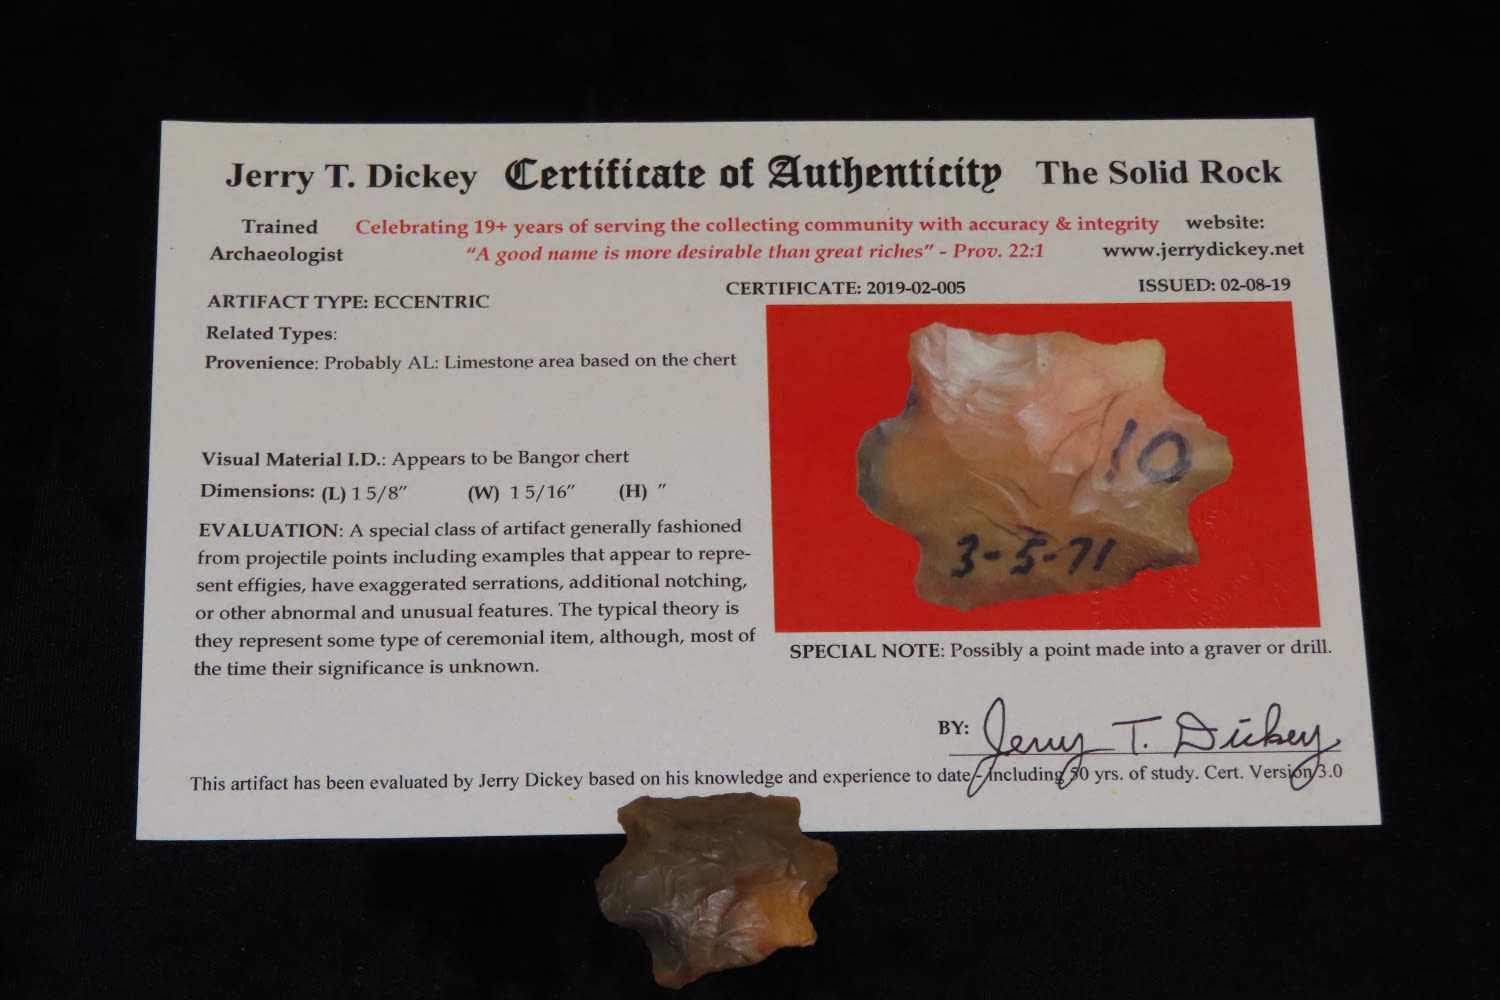 Jerry T. Dickey Certificate of Authenticity The Solid Rock
Trained Archaeologist
Celebrating 19+ years of serving the collecting community with accuracy & integrity
"A good name is more desirable than great riches" - Prov. 22:1
website:
www.jerrydickey.net
CERTIFICATE: 2019-02-005
ISSUED: 02-08-19
ARTIFACT TYPE: ECCENTRIC
Related Types:
Provenience: Probably AL: Limestone area based on the chert
Visual Material I.D.: Appears to be Bangor chert
Dimensions: (L) 1 5/8" (W) 1 5/16" (H) "
EVALUATION: A special class of artifact generally fashioned
from projectile points including examples that appear to repre-
sent effigies, have exaggerated serrations, additional notching,
or other abnormal and unusual features. The typical theory is
they represent some type of ceremonial item, although, most of
the time their significance is unknown.
10
3-5-71
SPECIAL NOTE: Possibly a point made into a graver or drill.
BY: Jerry T. Dickey
This artifact has been evaluated by Jerry Dickey based on his knowledge and experience to date - including 50 yrs. of study. Cert. Version 3.0